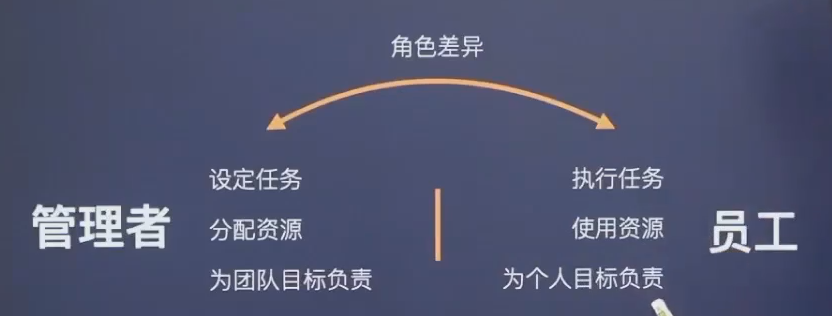 角色差异
管理者
设定任务
分配资源
为团队目标负责
执行任务
使用资源
为个人目标负责
员工